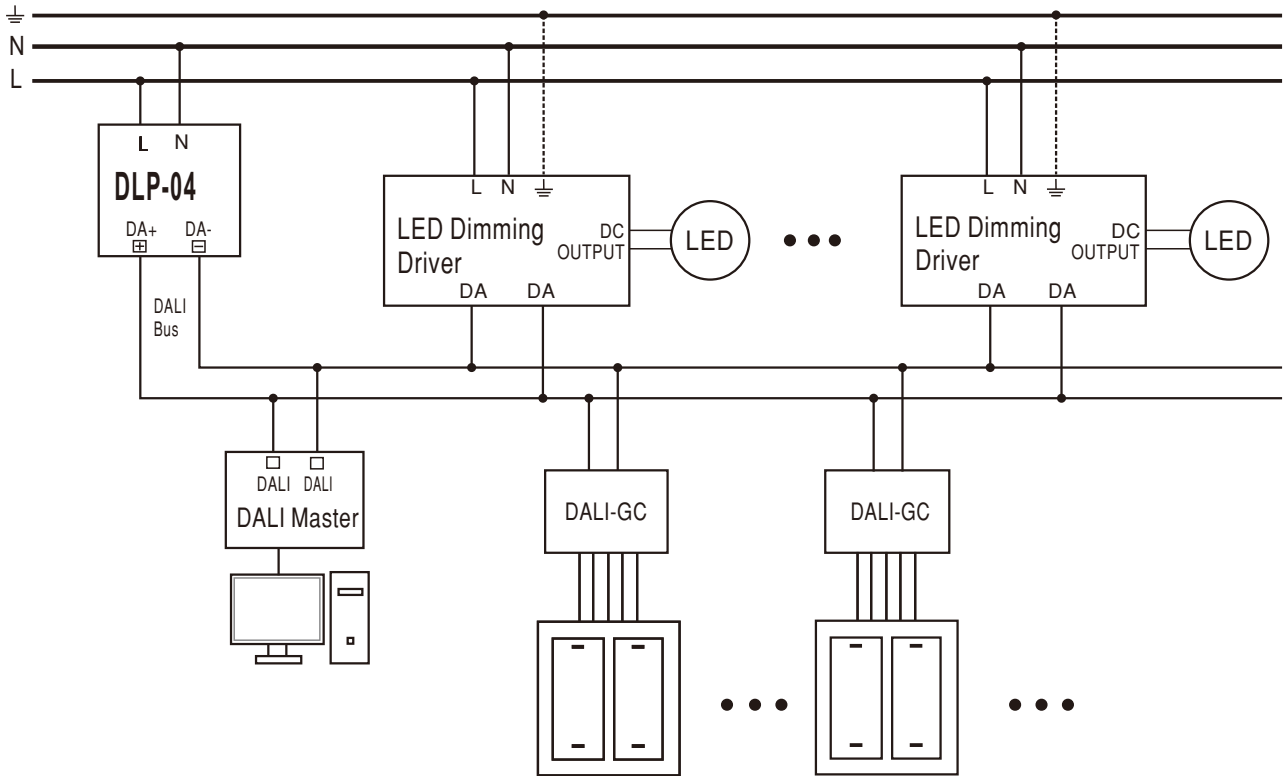 N
L
L N
DLP-04
DA+ DA-
DALI
Bus
L N
LED Dimming
Driver
DC
OUTPUT
DA DA
LED
L N
LED Dimming
Driver
DC
OUTPUT
DA DA
LED
DALI DALI
DALI Master
DALI-GC
DALI-GC